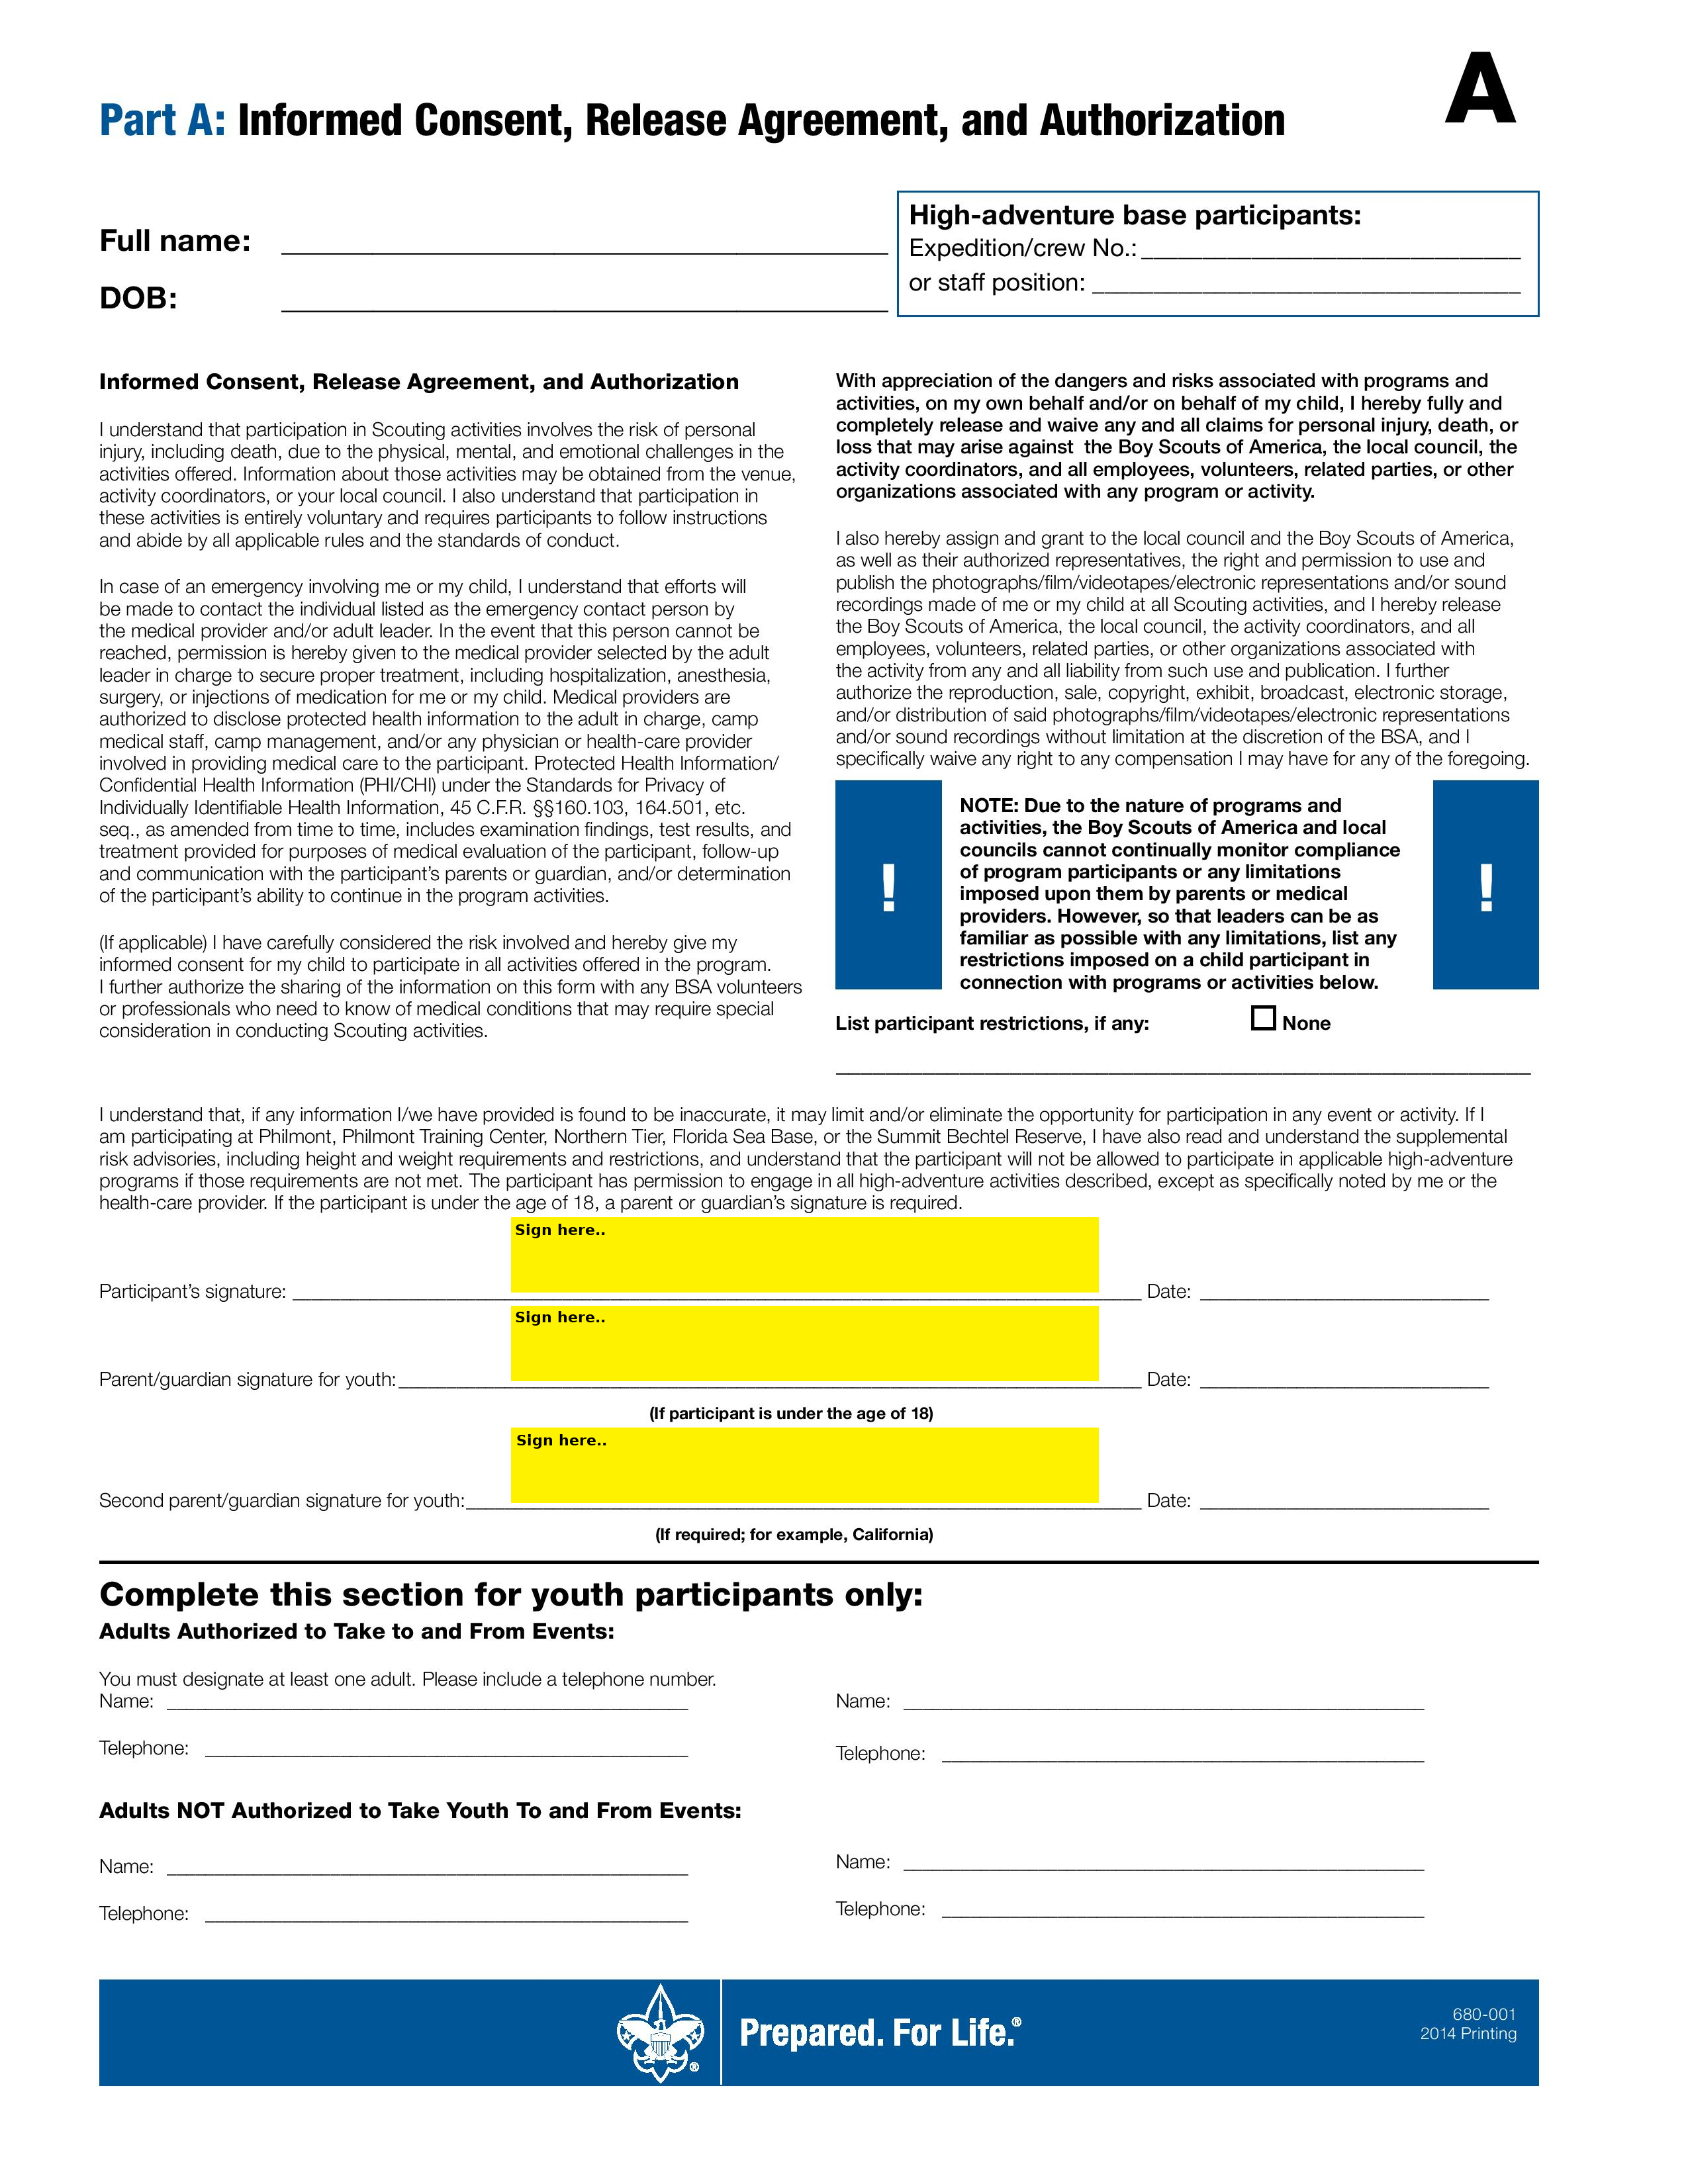 A
Part A: Informed Consent, Release Agreement, and Authorization
Full name:
DOB:
High-adventure base participants:
Expedition/crew No.:
or staff position:
Informed Consent, Release Agreement, and Authorization
I understand that participation in Scouting activities involves the risk of personal
injury, including death, due to the physical, mental, and emotional challenges in the
activities offered. Information about those activities may be obtained from the venue,
activity coordinators, or your local council. I also understand that participation in
these activities is entirely voluntary and requires participants to follow instructions
and abide by all applicable rules and the standards of conduct.
In case of an emergency involving me or my child, I understand that efforts will
be made to contact the individual listed as the emergency contact person by
the medical provider and/or adult leader. In the event that this person cannot be
reached, permission is hereby given to the medical provider selected by the adult
leader in charge to secure proper treatment, including hospitalization, anesthesia,
surgery, or injections of medication for me or my child. Medical providers are
authorized to disclose protected health information to the adult in charge, camp
medical staff, camp management, and/or any physician or health-care provider
involved in providing medical care to the participant. Protected Health Information/
Confidential Health Information (PHI/CHI) under the Standards for Privacy of
Individually Identifiable Health Information, 45 C.F.R. §§160.103, 164.501, etc.
seq., as amended from time to time, includes examination findings, test results, and
treatment provided for purposes of medical evaluation of the participant, follow-up
and communication with the participant's parents or guardian, and/or determination
of the participant's ability to continue in the program activities.
(If applicable) I have carefully considered the risk involved and hereby give my
informed consent for my child to participate in all activities offered in the program.
I further authorize the sharing of the information on this form with any BSA volunteers
or professionals who need to know of medical conditions that may require special
consideration in conducting Scouting activities.
With appreciation of the dangers and risks associated with programs and
activities, on my own behalf and/or on behalf of my child, I hereby fully and
completely release and waive any and all claims for personal injury, death, or
loss that may arise against the Boy Scouts of America, the local council, the
activity coordinators, and all employees, volunteers, related parties, or other
organizations associated with any program or activity.
I also hereby assign and grant to the local council and the Boy Scouts of America,
as well as their authorized representatives, the right and permission to use and
publish the photographs/film/videotapes/electronic representations and/or sound
recordings made of me or my child at all Scouting activities, and I hereby release
the Boy Scouts of America, the local council, the activity coordinators, and all
employees, volunteers, related parties, or other organizations associated with
the activity from any and all liability from such use and publication. I further
authorize the reproduction, sale, copyright, exhibit, broadcast, electronic storage,
and/or distribution of said photographs/film/videotapes/electronic representations
and/or sound recordings without limitation at the discretion of the BSA, and I
specifically waive any right to any compensation I may have for any of the foregoing.
!
NOTE: Due to the nature of programs and
activities, the Boy Scouts of America and local
councils cannot continually monitor compliance
of program participants or any limitations
imposed upon them by parents or medical
providers. However, so that leaders can be as
familiar as possible with any limitations, list any
restrictions imposed on a child participant in
connection with programs or activities below.
!
List participant restrictions, if any: None
I understand that, if any information I/we have provided is found to be inaccurate, it may limit and/or eliminate the opportunity for participation in any event or activity. If I
am participating at Philmont, Philmont Training Center, Northern Tier, Florida Sea Base, or the Summit Bechtel Reserve, I have also read and understand the supplemental
risk advisories, including height and weight requirements and restrictions, and understand that the participant will not be allowed to participate in applicable high-adventure
programs if those requirements are not met. The participant has permission to engage in all high-adventure activities described, except as specifically noted by me or the
health-care provider. If the participant is under the age of 18, a parent or guardian's signature is required.
Sign here..
Participant's signature: Date:
Sign here..
Parent/guardian signature for youth: Date:
(If participant is under the age of 18)
Sign here..
Second parent/guardian signature for youth: Date:
(If required; for example, California)
Complete this section for youth participants only:
Adults Authorized to Take to and From Events:
You must designate at least one adult. Please include a telephone number.
Name:
Name:
Telephone:
Telephone:
Adults NOT Authorized to Take Youth To and From Events:
Name:
Name:
Telephone:
Telephone:
® Prepared. For Life.®
680-001
2014 Printing